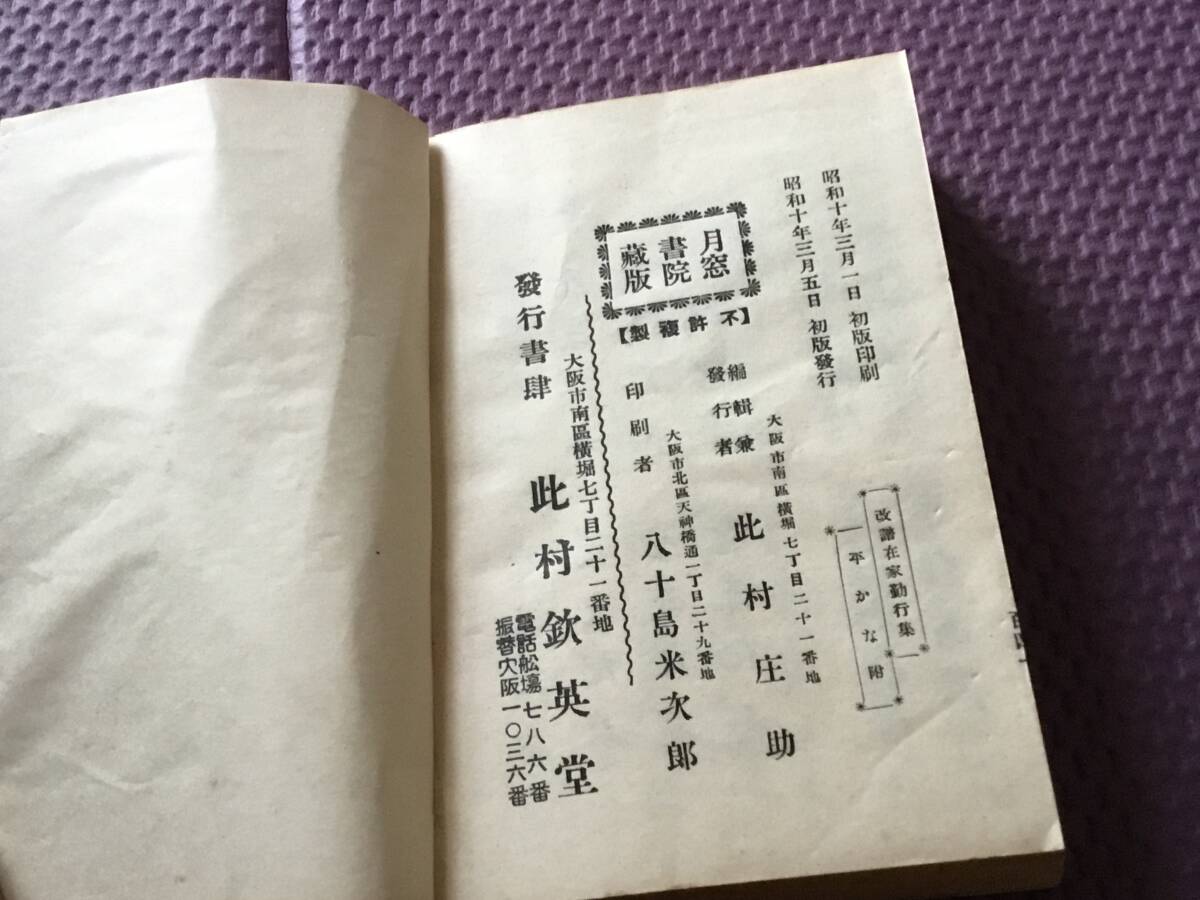 昭和十年三月一日 初版印刷
昭和十年三月五日 初版發行
改譜在家勤行集
平かな附
月窓
書院
藏版
【不許複製】
大阪市南區橫堀七丁目二十一番地
編輯兼
發行者
此村庄助
大阪市北區天神橋通一丁目二十九番地
印刷者 八十島米次郎
大阪市南區橫堀七丁目二十一番地
發行書肆 此村欽英堂
電話船場七八六番
振替大阪一〇三六番